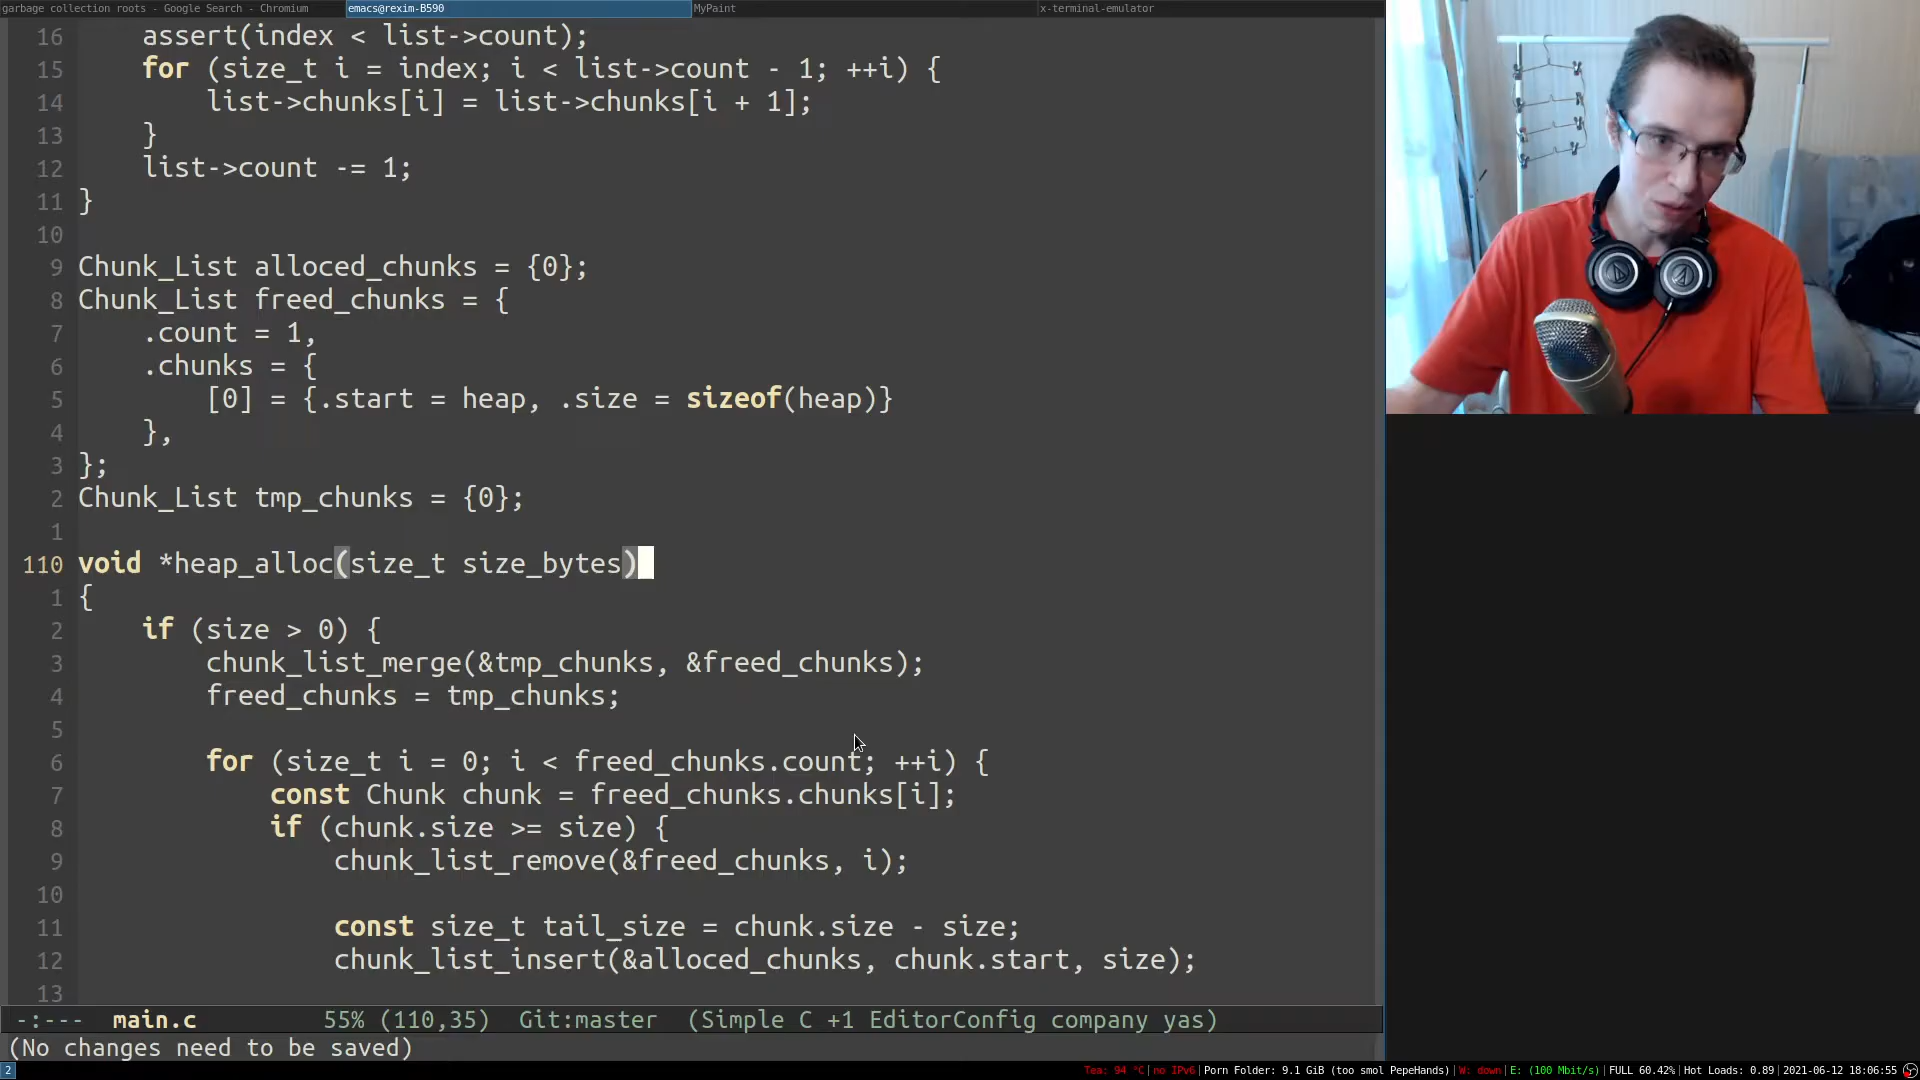 garbage collection roots - Google Search - Chromium
emacs@rexim-B590
MyPaint
x-terminal-emulator
16 assert(index < list->count);
15 for (size_t i = index; i < list->count - 1; ++i) {
14 list->chunks[i] = list->chunks[i + 1];
13 }
12 list->count -= 1;
11 }
10
9 Chunk_List alloced_chunks = {0};
8 Chunk_List freed_chunks = {
7 .count = 1,
6 .chunks = {
5 [0] = {.start = heap, .size = sizeof(heap)}
4 },
3 };
2 Chunk_List tmp_chunks = {0};
1
110 void *heap_alloc(size_t size_bytes)
1 {
2 if (size > 0) {
3 chunk_list_merge(&tmp_chunks, &freed_chunks);
4 freed_chunks = tmp_chunks;
5
6 for (size_t i = 0; i < freed_chunks.count; ++i) {
7 const Chunk chunk = freed_chunks.chunks[i];
8 if (chunk.size >= size) {
9 chunk_list_remove(&freed_chunks, i);
10
11 const size_t tail_size = chunk.size - size;
12 chunk_list_insert(&alloced_chunks, chunk.start, size);
13
-:--- main.c 55% (110,35) Git:master (Simple C +1 EditorConfig company yas)
(No changes need to be saved)
2
Tea: 94 °C|no IPv6|Porn Folder: 9.1 GiB (too smol PepeHands)|W: down|E: (100 Mbit/s)|FULL 60.42%|Hot Loads: 0.89|2021-06-12 18:06:55